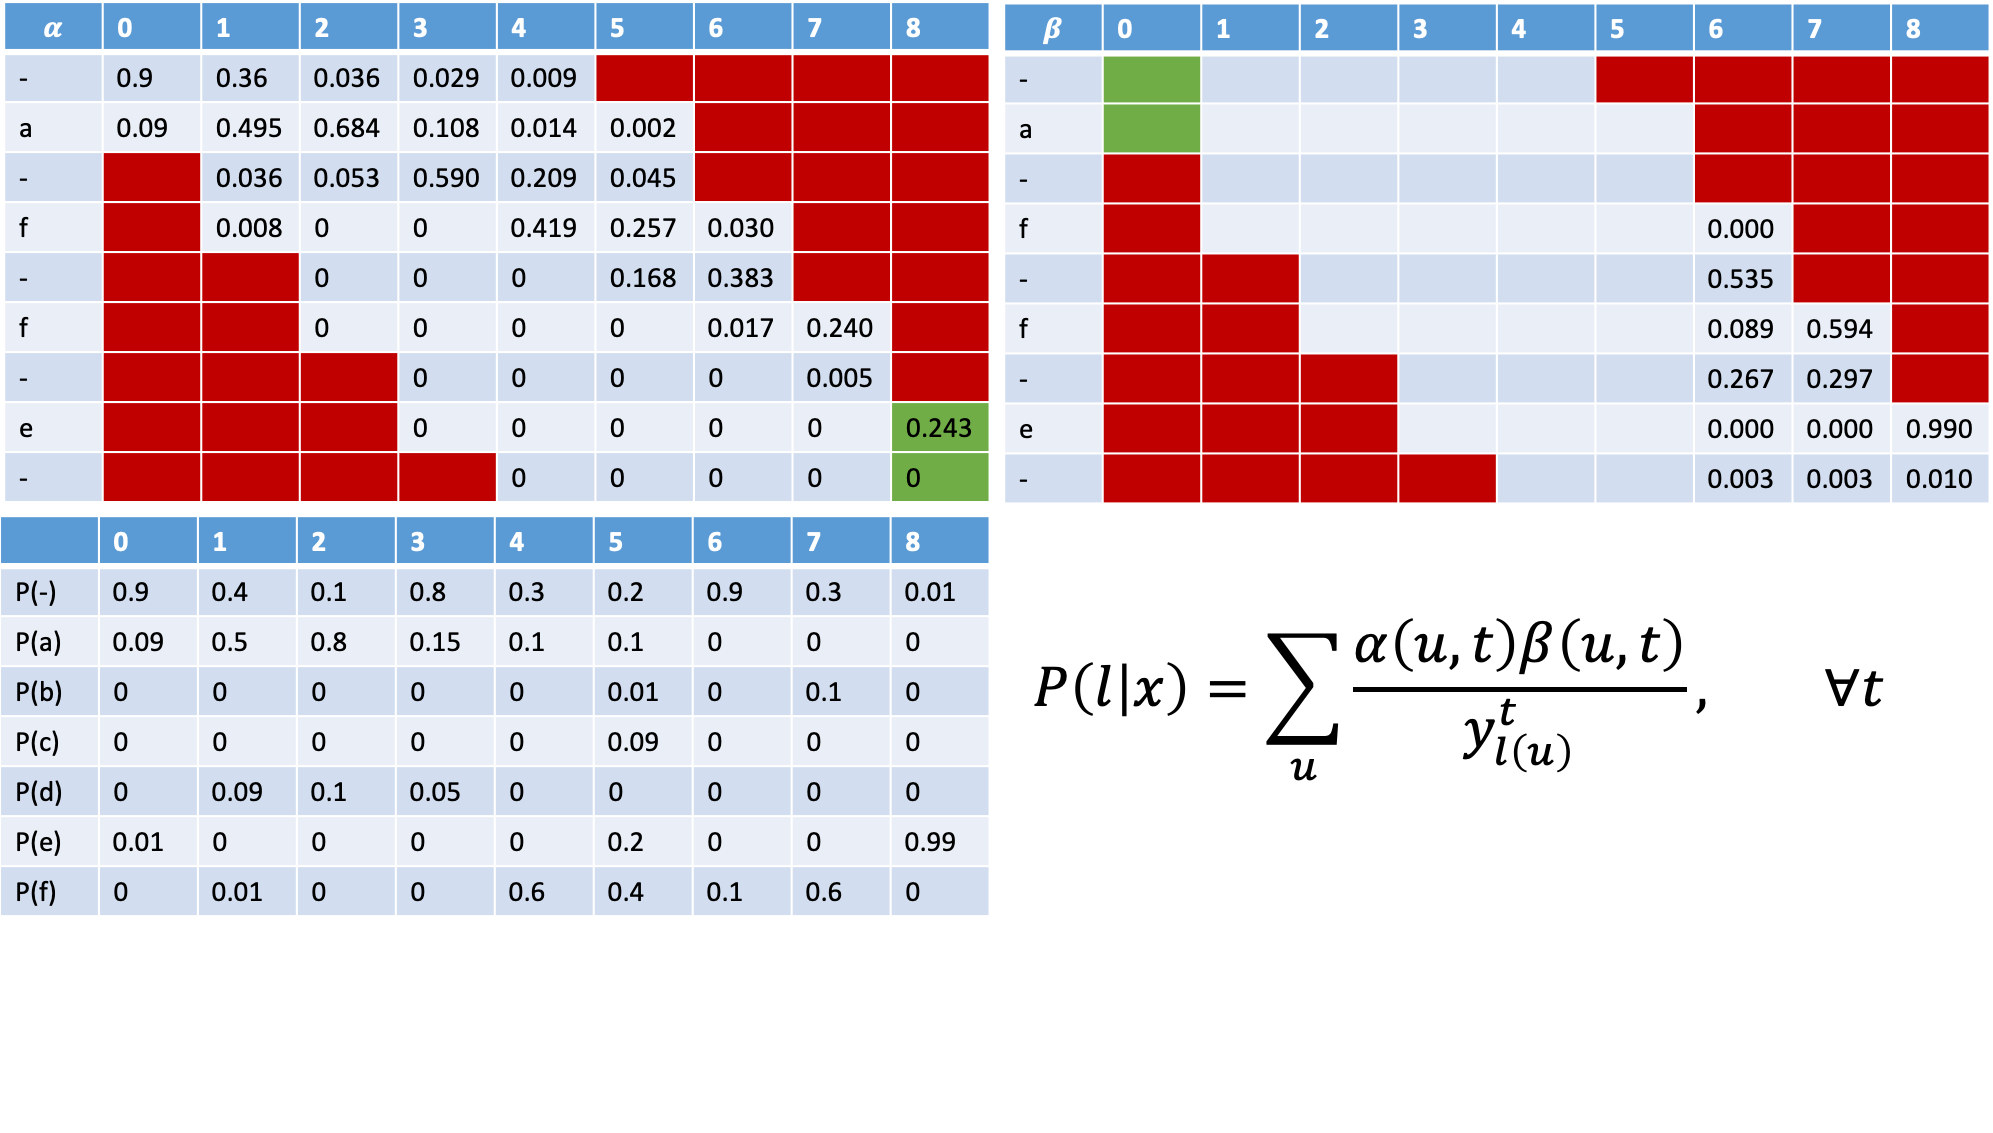 α 0 1 2 3 4 5 6 7 8
- 0.9 0.36 0.036 0.029 0.009
a 0.09 0.495 0.684 0.108 0.014 0.002
- 0.036 0.053 0.590 0.209 0.045
f 0.008 0 0 0.419 0.257 0.030
- 0 0 0 0.168 0.383
f 0 0 0 0 0.017 0.240
- 0 0 0 0 0.005
e 0 0 0 0 0 0.243
- 0 0 0 0 0
β 0 1 2 3 4 5 6 7 8
-
a
-
f 0.000
- 0.535
f 0.089 0.594
- 0.267 0.297
e 0.000 0.000 0.990
- 0.003 0.003 0.010
0 1 2 3 4 5 6 7 8
P(-) 0.9 0.4 0.1 0.8 0.3 0.2 0.9 0.3 0.01
P(a) 0.09 0.5 0.8 0.15 0.1 0.1 0 0 0
P(b) 0 0 0 0 0 0.01 0 0.1 0
P(c) 0 0 0 0 0 0.09 0 0 0
P(d) 0 0.09 0.1 0.05 0 0 0 0 0
P(e) 0.01 0 0 0 0 0.2 0 0 0.99
P(f) 0 0.01 0 0 0.6 0.4 0.1 0.6 0
P(l|x) = ∑_u α(u,t)β(u,t) / y^t_{l(u)}, ∀t